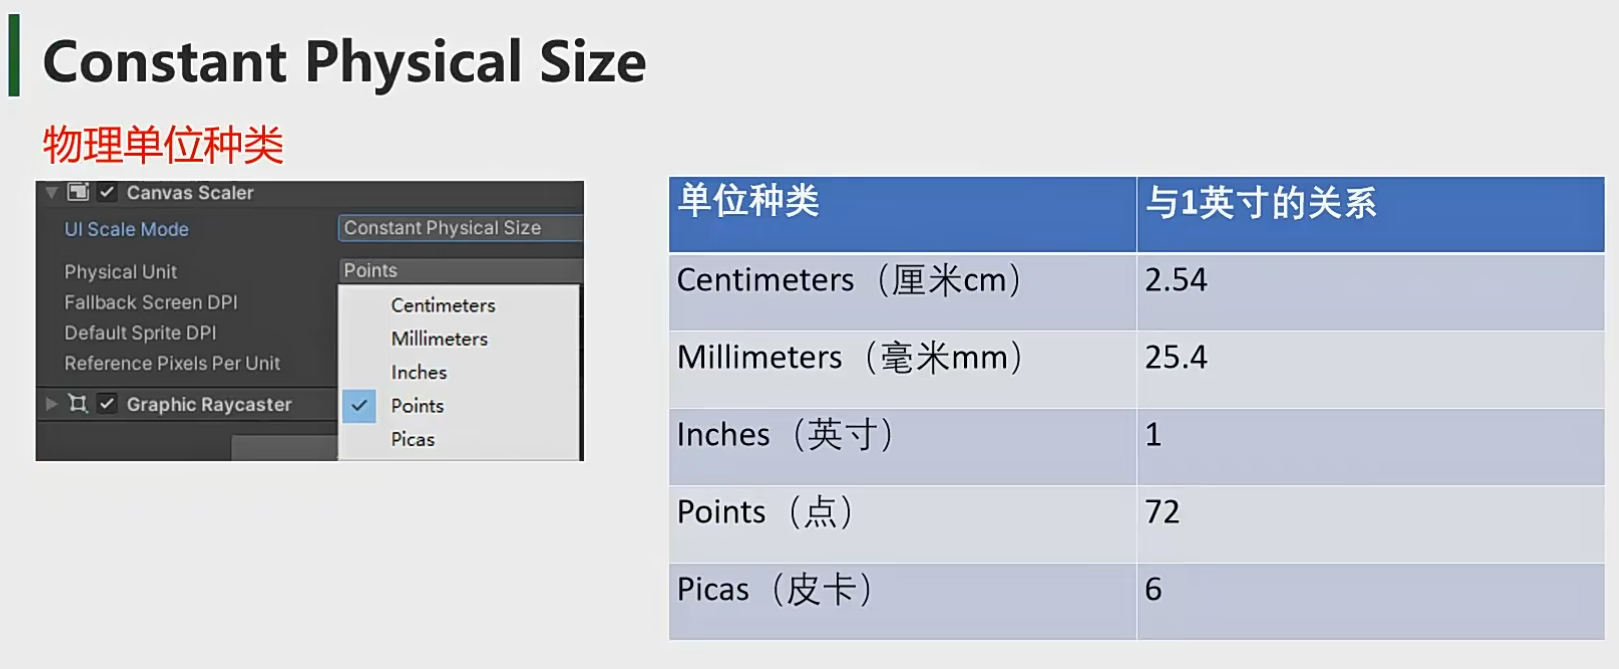 Constant Physical Size
物理单位种类
Canvas Scaler
UI Scale Mode Constant Physical Size
Physical Unit Points
Fallback Screen DPI
Default Sprite DPI
Reference Pixels Per Unit
Graphic Raycaster
Centimeters
Millimeters
Inches
Points
Picas
单位种类 与1英寸的关系
Centimeters（厘米cm） 2.54
Millimeters（毫米mm） 25.4
Inches（英寸） 1
Points（点） 72
Picas（皮卡） 6